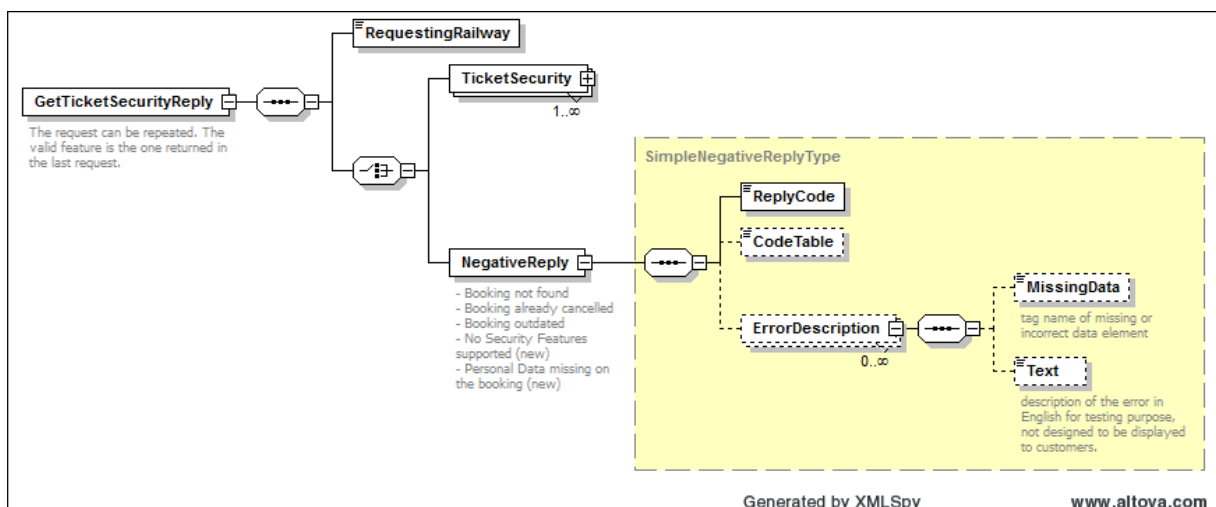 RequestingRailway
TicketSecurity
1..∞
GetTicketSecurityReply
The request can be repeated. The
valid feature is the one returned in
the last request.
SimpleNegativeReplyType
ReplyCode
CodeTable
NegativeReply
- Booking not found
- Booking already cancelled
- Booking outdated
- No Security Features
supported (new)
- Personal Data missing on
the booking (new)
ErrorDescription
0..∞
MissingData
tag name of missing or
incorrect data element
Text
description of the error in
English for testing purpose,
not designed to be displayed
to customers.
Generated by XMLSpy
www.altova.com